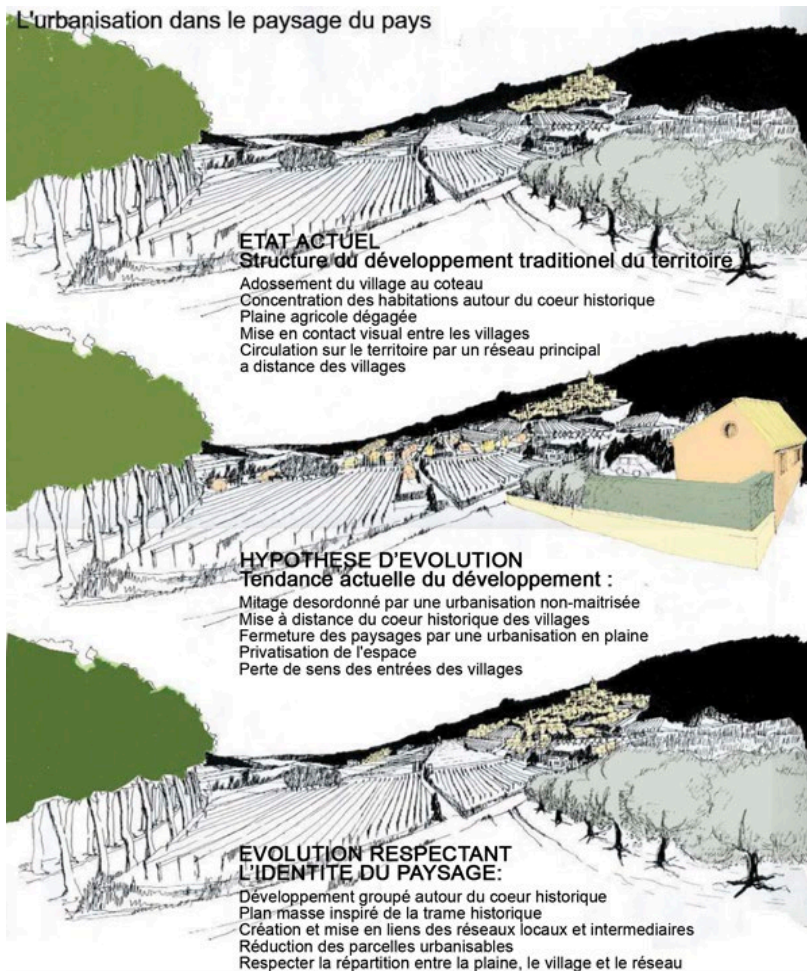 L'urbanisation dans le paysage du pays
ETAT ACTUEL
Structure du développement traditionel du territoire
Adossement du village au coteau
Concentration des habitations autour du coeur historique
Plaine agricole dégagée
Mise en contact visual entre les villages
Circulation sur le territoire par un réseau principal
a distance des villages
HYPOTHESE D'EVOLUTION
Tendance actuelle du développement :
Mitage desordonné par une urbanisation non-maitrisée
Mise à distance du coeur historique des villages
Fermeture des paysages par une urbanisation en plaine
Privatisation de l'espace
Perte de sens des entrées des villages
EVOLUTION RESPECTANT
L'IDENTITE DU PAYSAGE:
Développement groupé autour du coeur historique
Plan masse inspiré de la trame historique
Création et mise en liens des réseaux locaux et intermediaires
Réduction des parcelles urbanisables
Respecter la répartition entre la plaine, le village et le réseau